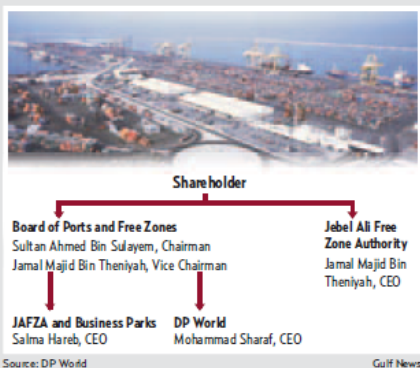 Shareholder
Board of Ports and Free Zones
Sultan Ahmed Bin Sulayem, Chairman
Jamal Majid Bin Theniyah, Vice Chairman
Jebel Ali Free
Zone Authority
Jamal Majid Bin
Theniyah, CEO
JAFZA and Business Parks
Salma Hareb, CEO
DP World
Mohammad Sharaf, CEO
Source: DP World
Gulf News